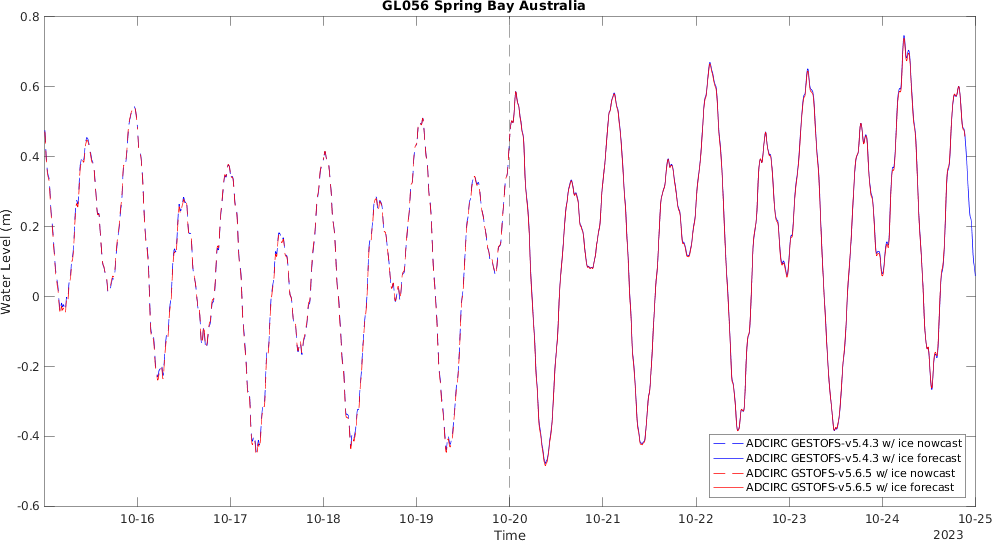 GL056 Spring Bay Australia
0.8
0.6
0.4
0.2
0
-0.2
-0.4
-0.6
Water Level (m)
ADCIRC GESTOFS-v5.4.3 w/ ice nowcast
ADCIRC GESTOFS-v5.4.3 w/ ice forecast
ADCIRC GSTOFS-v5.6.5 w/ ice nowcast
ADCIRC GSTOFS-v5.6.5 w/ ice forecast
10-16 10-17 10-18 10-19 10-20 10-21 10-22 10-23 10-24 10-25
Time
2023